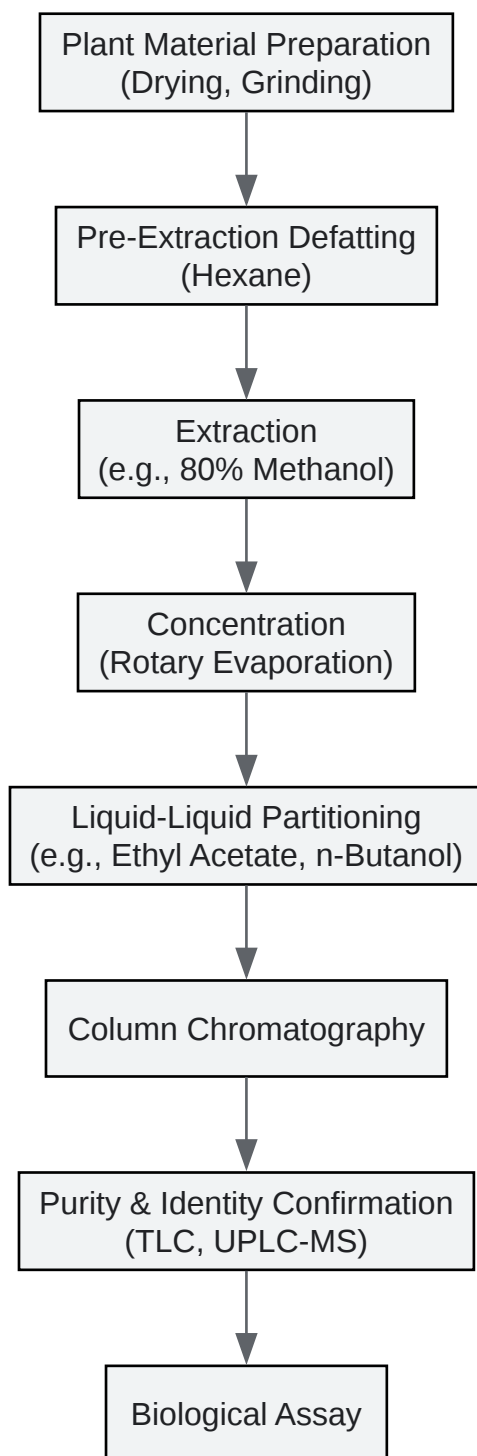 Plant Material Preparation
(Drying, Grinding)
Pre-Extraction Defatting
(Hexane)
Extraction
(e.g., 80% Methanol)
Concentration
(Rotary Evaporation)
Liquid-Liquid Partitioning
(e.g., Ethyl Acetate, n-Butanol)
Column Chromatography
Purity & Identity Confirmation
(TLC, UPLC-MS)
Biological Assay